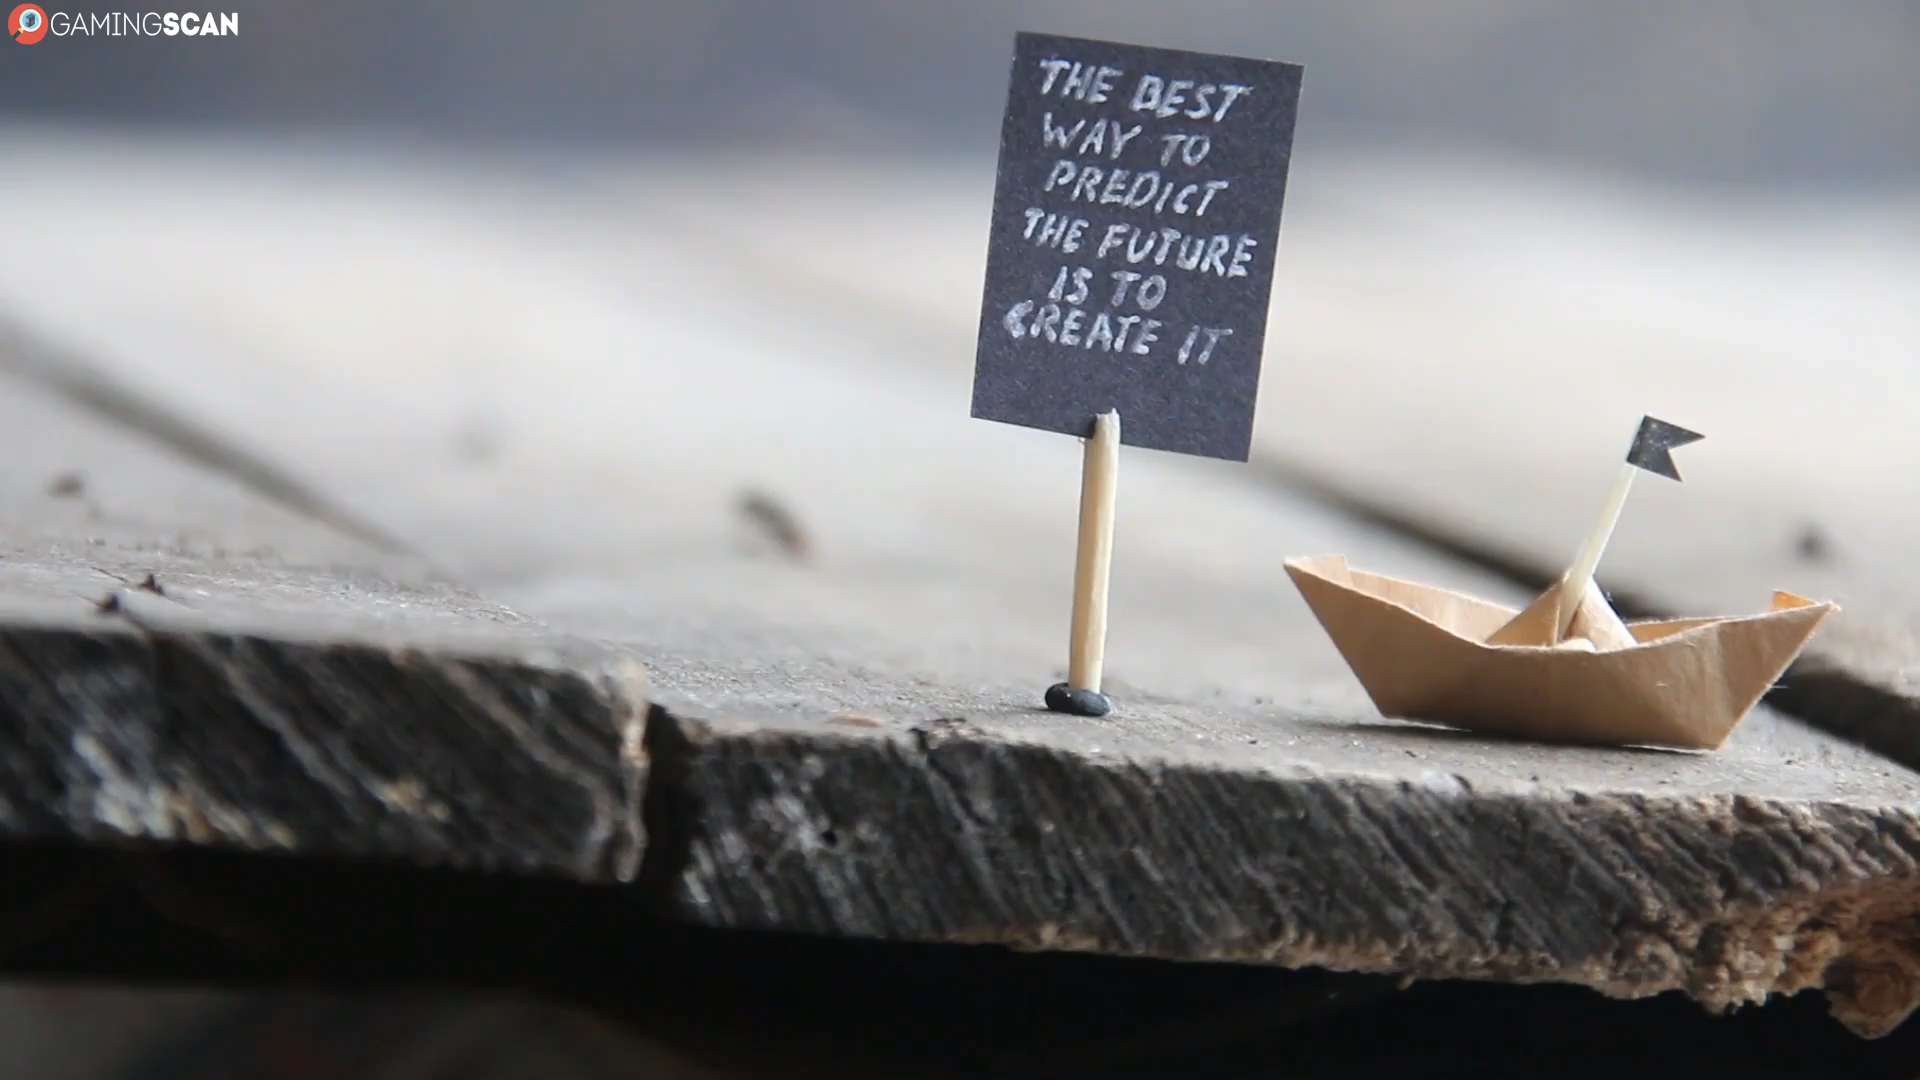 GAMINGSCAN
THE BEST
WAY TO
PREDICT
THE FUTURE
IS TO
CREATE IT